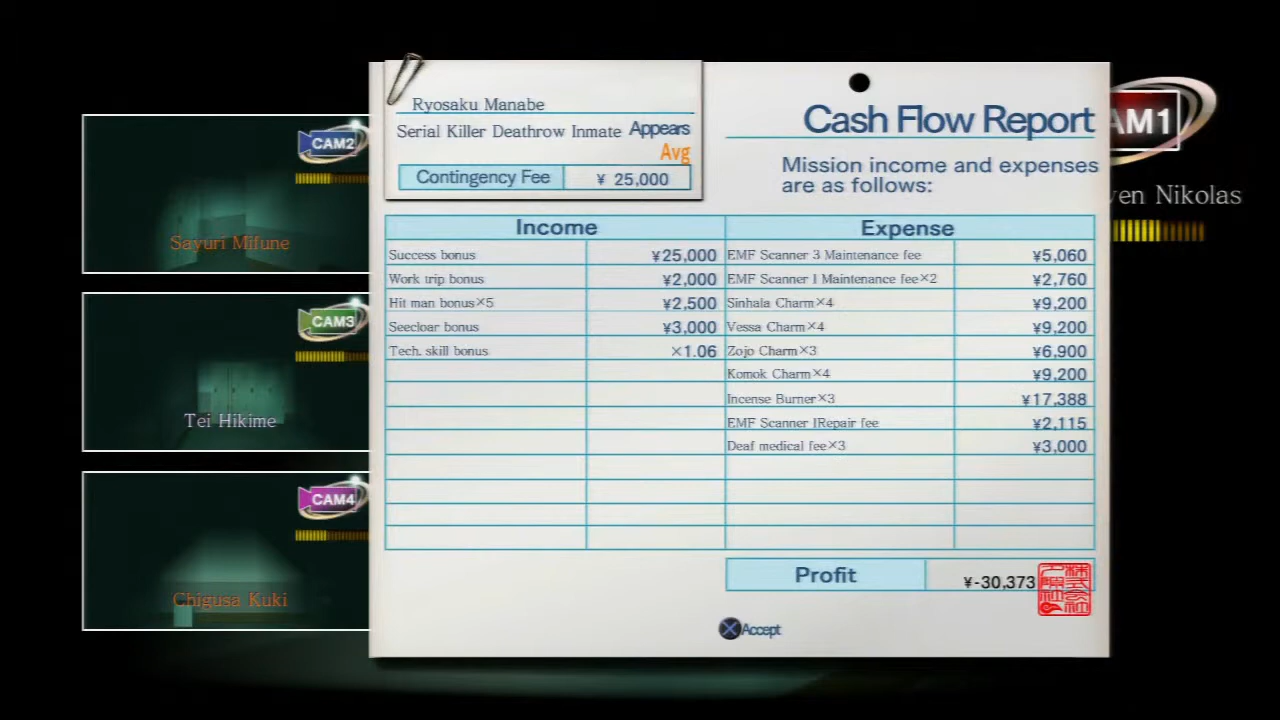 CAM2
Sayuri Mifune
CAM3
Tei Hikime
CAM4
Chigusa Kuki
Ryosaku Manabe
Serial Killer Deathrow Inmate Appears
Avg
Contingency Fee ¥ 25,000
Cash Flow Report
Mission income and expenses
are as follows:
AM1
ven Nikolas
Income Expense
Success bonus ¥25,000 EMF Scanner 3 Maintenance fee ¥5,060
Work trip bonus ¥2,000 EMF Scanner 1 Maintenance fee×2 ¥2,760
Hit man bonus×5 ¥2,500 Sinhala Charm×4 ¥9,200
Seecloar bonus ¥3,000 Vessa Charm×4 ¥9,200
Tech. skill bonus ×1.06 Zojo Charm×3 ¥6,900
Komok Charm×4 ¥9,200
Incense Burner×3 ¥17,388
EMF Scanner 1Repair fee ¥2,115
Deaf medical fee×3 ¥3,000
Profit ¥-30,373
Accept